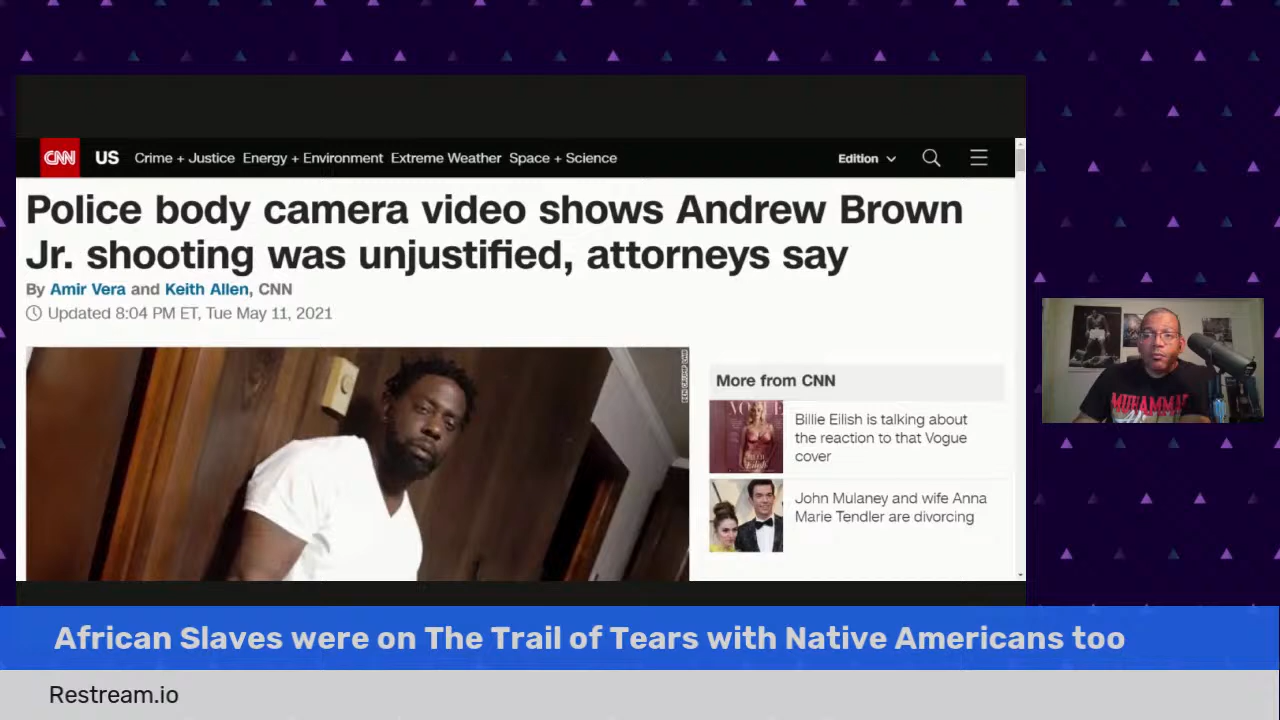 CNN US Crime + Justice Energy + Environment Extreme Weather Space + Science Edition
Police body camera video shows Andrew Brown
Jr. shooting was unjustified, attorneys say
By Amir Vera and Keith Allen, CNN
Updated 8:04 PM ET, Tue May 11, 2021
More from CNN
VOGUE
Billie Eilish is talking about
the reaction to that Vogue
cover
John Mulaney and wife Anna
Marie Tendler are divorcing
MUHAMMA
African Slaves were on The Trail of Tears with Native Americans too
Restream.io